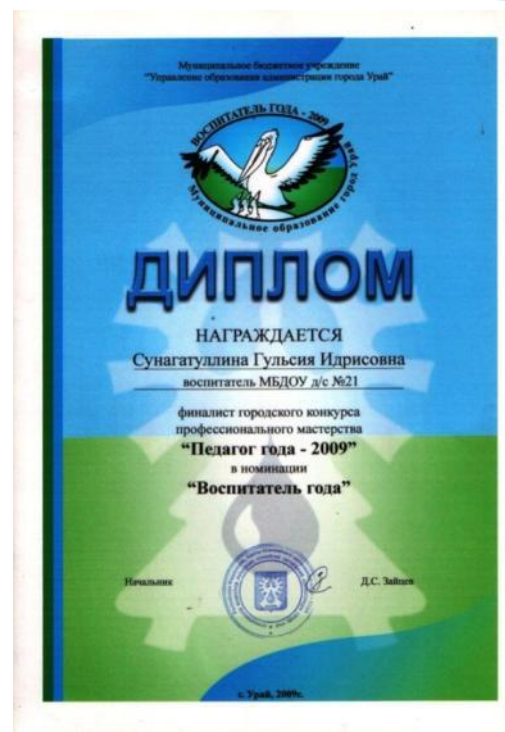 Муниципальное бюджетное учреждение
"Управление образования администрации города Урай"
ВОСПИТАТЕЛЬ ГОДА - 2009
Муниципальное образование город Урай
ДИПЛОМ
НАГРАЖДАЕТСЯ
Сунагатуллина Гульсия Идрисовна
воспитатель МБДОУ д/с №21
финалист городского конкурса
профессионального мастерства
“Педагог года - 2009”
в номинации
“Воспитатель года”
Начальник
Д.С. Зайцев
г. Урай, 2009г.